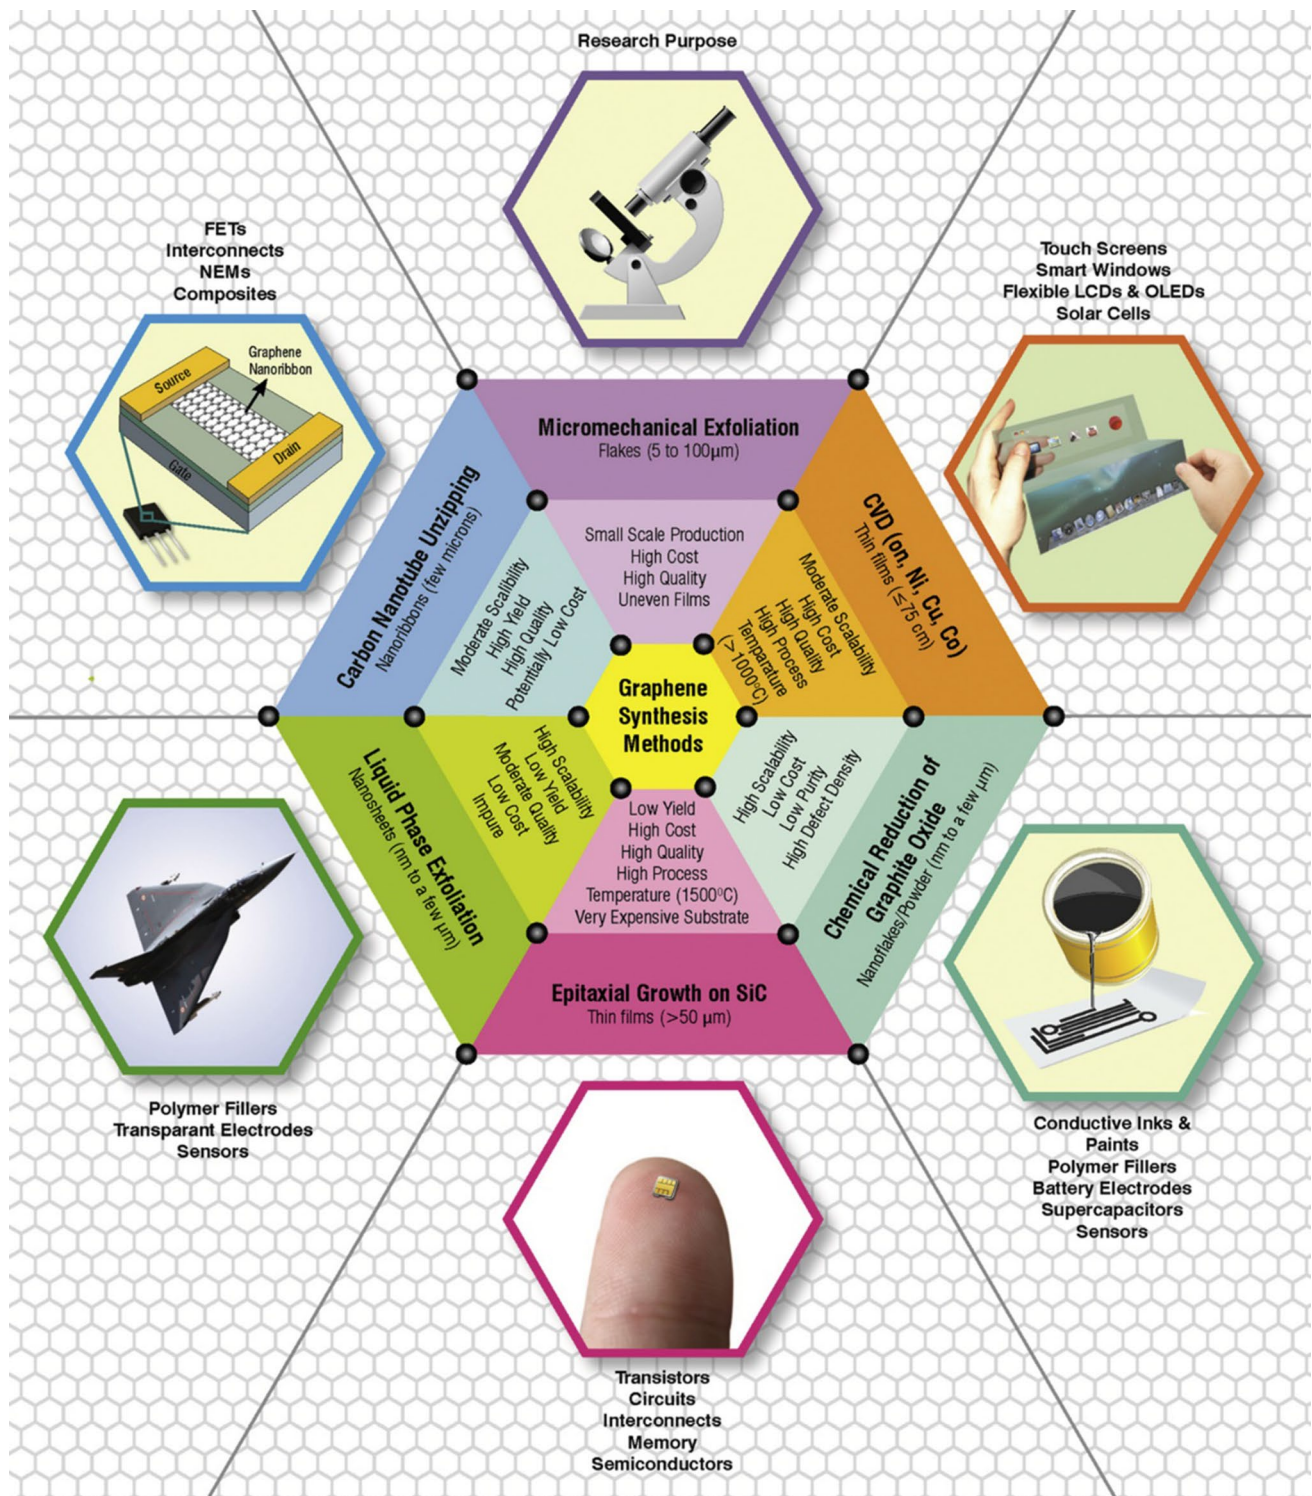 Research Purpose
FETs
Interconnects
NEMs
Composites
Touch Screens
Smart Windows
Flexible LCDs & OLEDs
Solar Cells
Graphene
Nanoribbon
Source
Drain
Gate
Micromechanical Exfoliation
Flakes (5 to 100µm)
Small Scale Production
High Cost
High Quality
Uneven Films
Carbon Nanotube Unzipping
Nanoribbons (few microns)
Moderate Scalibility
High Yield
High Quality
Potentially Low Cost
CVD (on, Ni, Cu, Co)
Thin films (≤75 cm)
Moderate Scalability
High Cost
High Quality
High Process
Temparature
(>1000⁰C)
Graphene
Synthesis
Methods
Liquid Phase Exfoliation
Nanosheets (nm to a few µm)
High Scalability
Low Yield
Moderate Quality
Low Cost
Impure
High Scalability
Low Cost
Low Purity
High Defect Density
Chemical Reduction of
Graphite Oxide
Nanoflakes/Powder (nm to a few µm)
Low Yield
High Cost
High Quality
High Process
Temperature (1500⁰C)
Very Expensive Substrate
Epitaxial Growth on SiC
Thin films (>50 µm)
Polymer Fillers
Transparant Electrodes
Sensors
Conductive Inks &
Paints
Polymer Fillers
Battery Electrodes
Supercapacitors
Sensors
Transistors
Circuits
Interconnects
Memory
Semiconductors